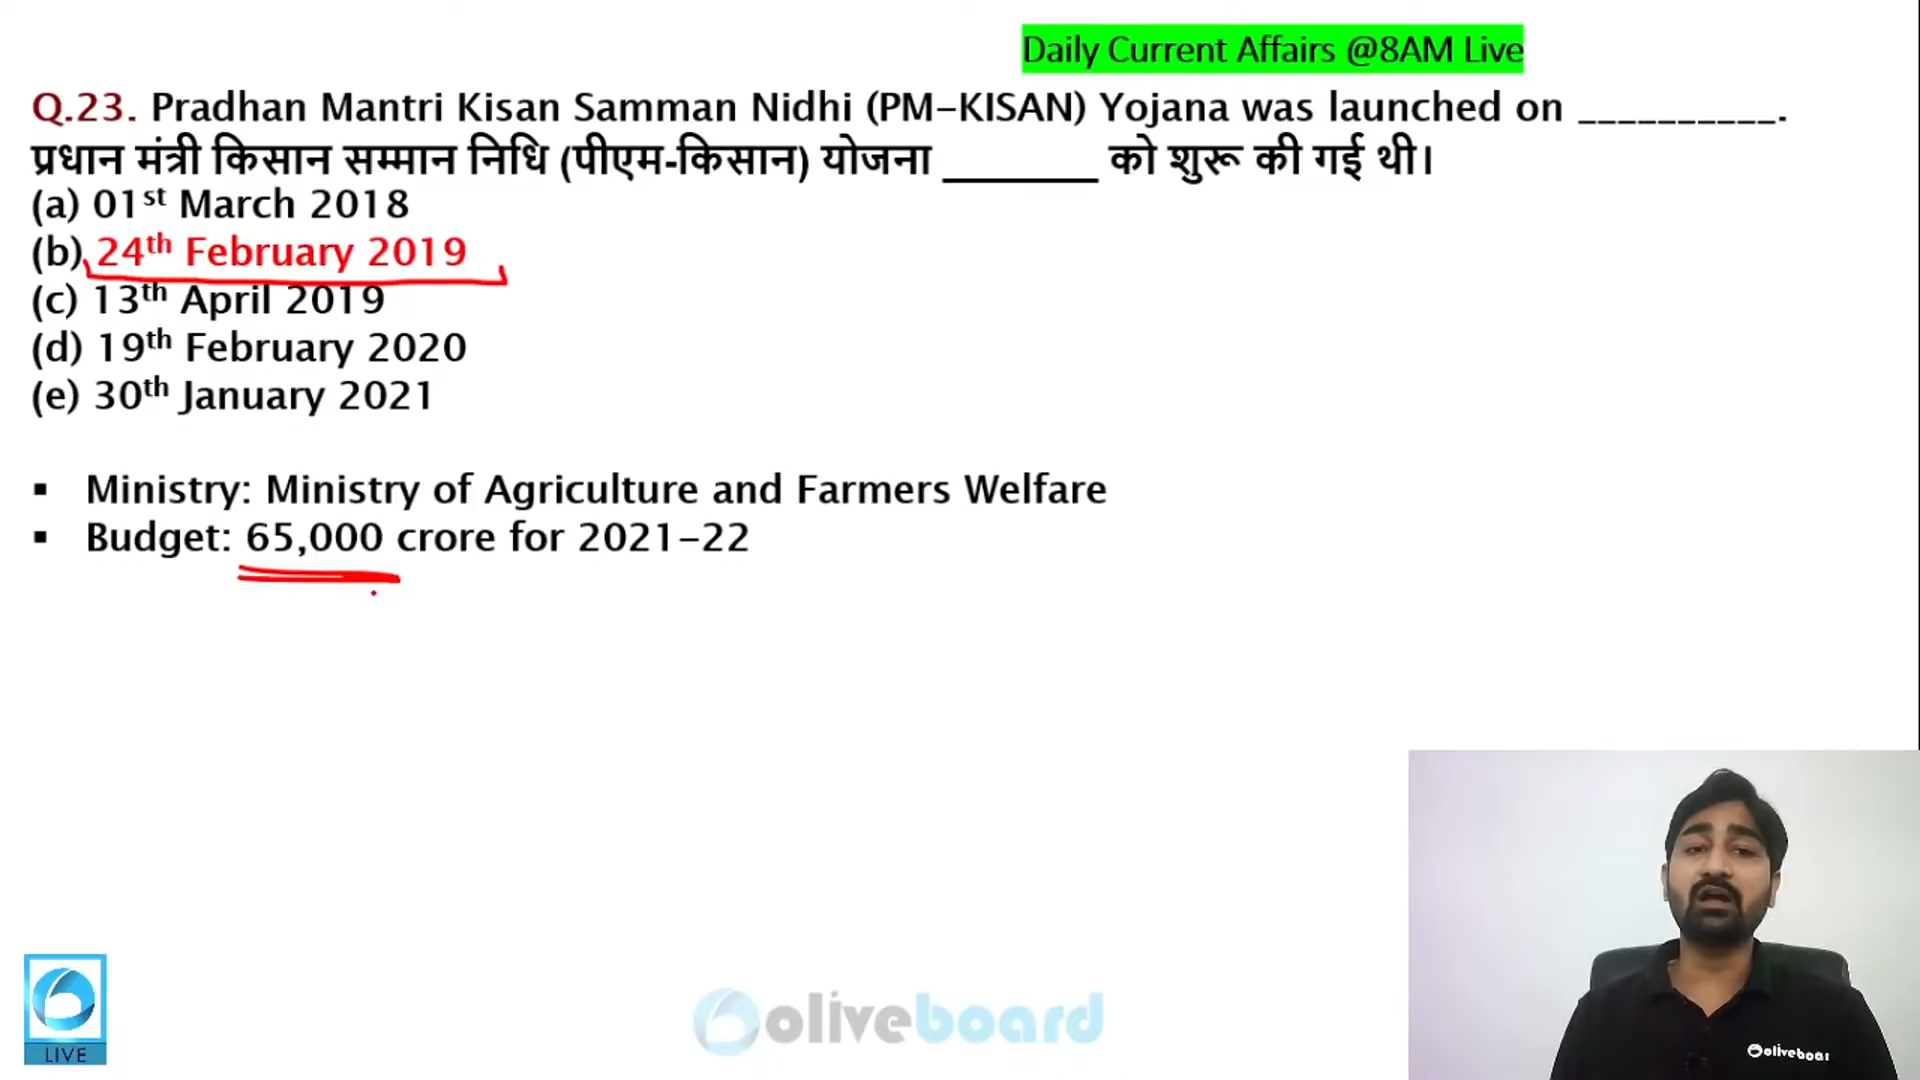 Daily Current Affairs @8AM Live
Q.23. Pradhan Mantri Kisan Samman Nidhi (PM-KISAN) Yojana was launched on __________.
प्रधान मंत्री किसान सम्मान निधि (पीएम-किसान) योजना ________ को शुरू की गई थी।
(a) 01st March 2018
(b) 24th February 2019
(c) 13th April 2019
(d) 19th February 2020
(e) 30th January 2021
▪ Ministry: Ministry of Agriculture and Farmers Welfare
▪ Budget: 65,000 crore for 2021-22
LIVE
oliveboard
oliveboar